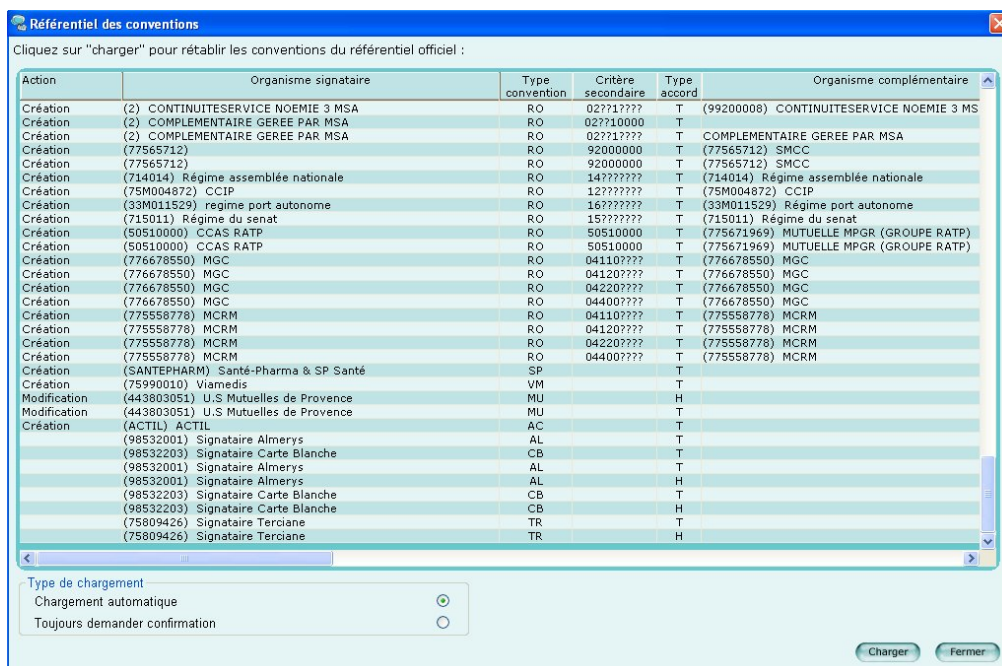 Référentiel des conventions
Cliquez sur "charger" pour rétablir les conventions du référentiel officiel :
Action Organisme signataire Type convention Critère secondaire Type accord Organisme complémentaire
Création (2) CONTINUITESERVICE NOEMIE 3 MSA RO 02??1???? T (99200008) CONTINUITESERVICE NOEMIE 3 MS
Création (2) COMPLEMENTAIRE GEREE PAR MSA RO 02??10000 T
Création (2) COMPLEMENTAIRE GEREE PAR MSA RO 02??1???? T COMPLEMENTAIRE GEREE PAR MSA
Création (77565712) RO 92000000 T (77565712) SMCC
Création (77565712) RO 92000000 T (77565712) SMCC
Création (714014) Régime assemblée nationale RO 14??????? T (714014) Régime assemblée nationale
Création (75M004872) CCIP RO 12??????? T (75M004872) CCIP
Création (33M011529) regime port autonome RO 16??????? T (33M011529) Régime port autonome
Création (715011) Régime du senat RO 15??????? T (715011) Régime du senat
Création (50510000) CCAS RATP RO 50510000 T (775671969) MUTUELLE MPGR (GROUPE RATP)
Création (50510000) CCAS RATP RO 50510000 T (775671969) MUTUELLE MPGR (GROUPE RATP)
Création (776678550) MGC RO 04110???? T (776678550) MGC
Création (776678550) MGC RO 04120???? T (776678550) MGC
Création (776678550) MGC RO 04220???? T (776678550) MGC
Création (776678550) MGC RO 04400???? T (776678550) MGC
Création (775558778) MCRM RO 04110???? T (775558778) MCRM
Création (775558778) MCRM RO 04120???? T (775558778) MCRM
Création (775558778) MCRM RO 04220???? T (775558778) MCRM
Création (775558778) MCRM RO 04400???? T (775558778) MCRM
Création (SANTEPHARM) Santé-Pharma & SP Santé SP T
Création (75990010) Viamedis VM T
Modification (443803051) U.S Mutuelles de Provence MU H
Modification (443803051) U.S Mutuelles de Provence MU T
Création (ACTIL) ACTIL AC T
(98532001) Signataire Almerys AL T
(98532203) Signataire Carte Blanche CB T
(98532001) Signataire Almerys AL T
(98532001) Signataire Almerys AL H
(98532203) Signataire Carte Blanche CB T
(98532203) Signataire Carte Blanche CB H
(75809426) Signataire Terciane TR T
(75809426) Signataire Terciane TR H
Type de chargement
Chargement automatique
Toujours demander confirmation
Charger Fermer